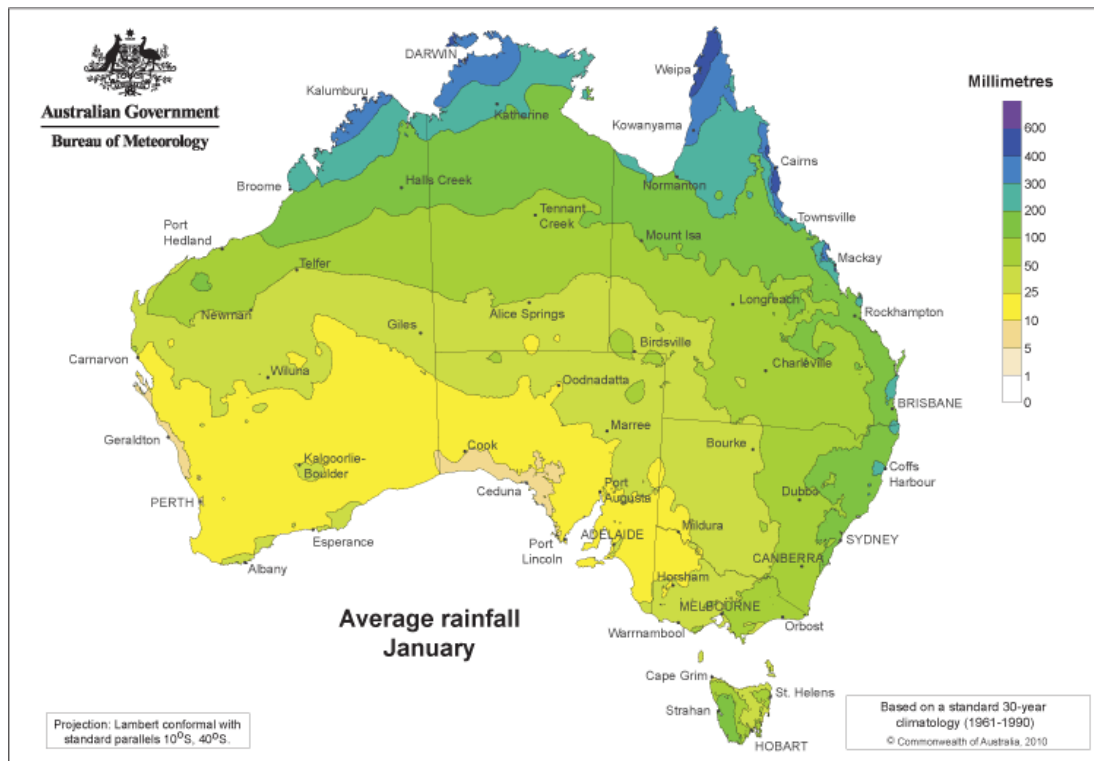 Australian Government
Bureau of Meteorology
DARWIN
Weipa
Millimetres
Kalumburu
Katherine
Kowanyama
600
400
300
200
100
50
25
10
5
1
0
Cairns
Broome
Halls Creek
Normanton
Tennant
Creek
Townsville
Port
Hedland
Mount Isa
Mackay
Telfer
Newman
Alice Springs
Longreach
Rockhampton
Giles
Birdsville
Carnarvon
Wiluna
Charleville
Oodnadatta
BRISBANE
Geraldton
Marree
Bourke
Cook
Kalgoorlie-
Boulder
Coffs
Harbour
PERTH
Ceduna
Port
Augusta
Dubbo
Esperance
Port
Lincoln
ADELAIDE
Mildura
SYDNEY
Albany
CANBERRA
Horsham
MELBOURNE
Average rainfall
January
Warrnambool
Orbost
Cape Grim
St. Helens
Strahan
HOBART
Projection: Lambert conformal with
standard parallels 10°S, 40°S.
Based on a standard 30-year
climatology (1961-1990)
© Commonwealth of Australia, 2010